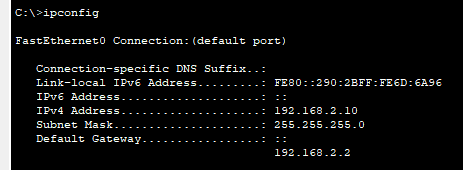 C:\>ipconfig
FastEthernet0 Connection:(default port)
Connection-specific DNS Suffix..:
Link-local IPv6 Address.........: FE80::290:2BFF:FE6D:6A96
IPv6 Address....................: ::
IPv4 Address....................: 192.168.2.10
Subnet Mask.....................: 255.255.255.0
Default Gateway.................: ::
192.168.2.2